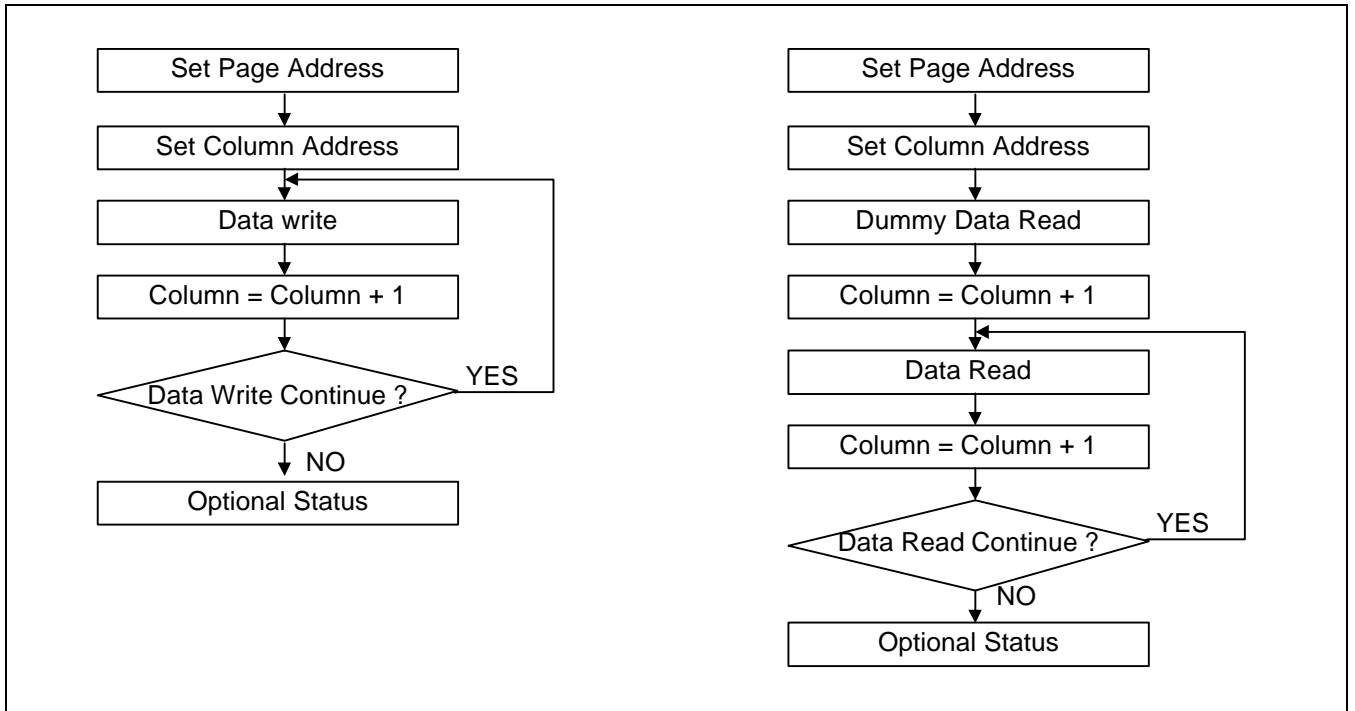 Set Page Address
Set Column Address
Data write
Column = Column + 1
Data Write Continue ?
YES
NO
Optional Status
Set Page Address
Set Column Address
Dummy Data Read
Column = Column + 1
Data Read
Column = Column + 1
Data Read Continue ?
YES
NO
Optional Status